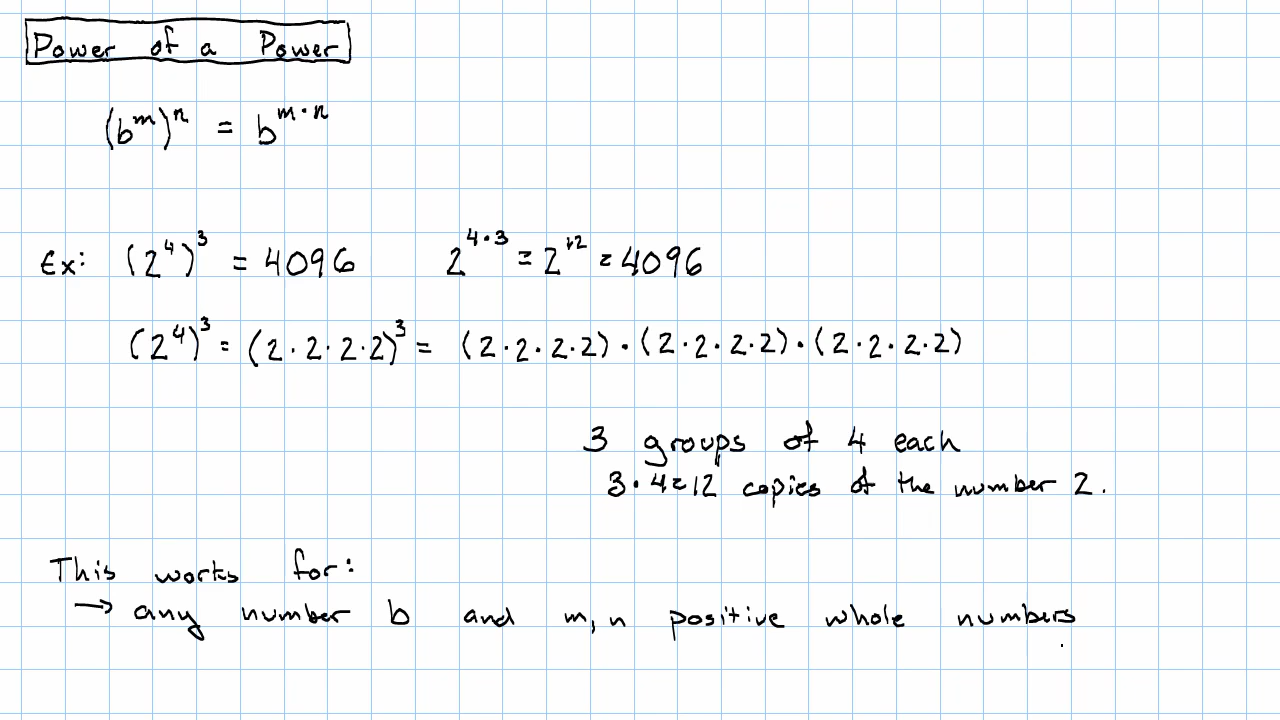 Power of a Power
(b^m)^n = b^{m·n}
Ex: (2^4)^3 = 4096 2^{4·3} = 2^{12} = 4096
(2^4)^3 = (2·2·2·2)^3 = (2·2·2·2)·(2·2·2·2)·(2·2·2·2)
3 groups of 4 each
3·4=12 copies of the number 2.
This works for:
→ any number b and m, n positive whole numbers